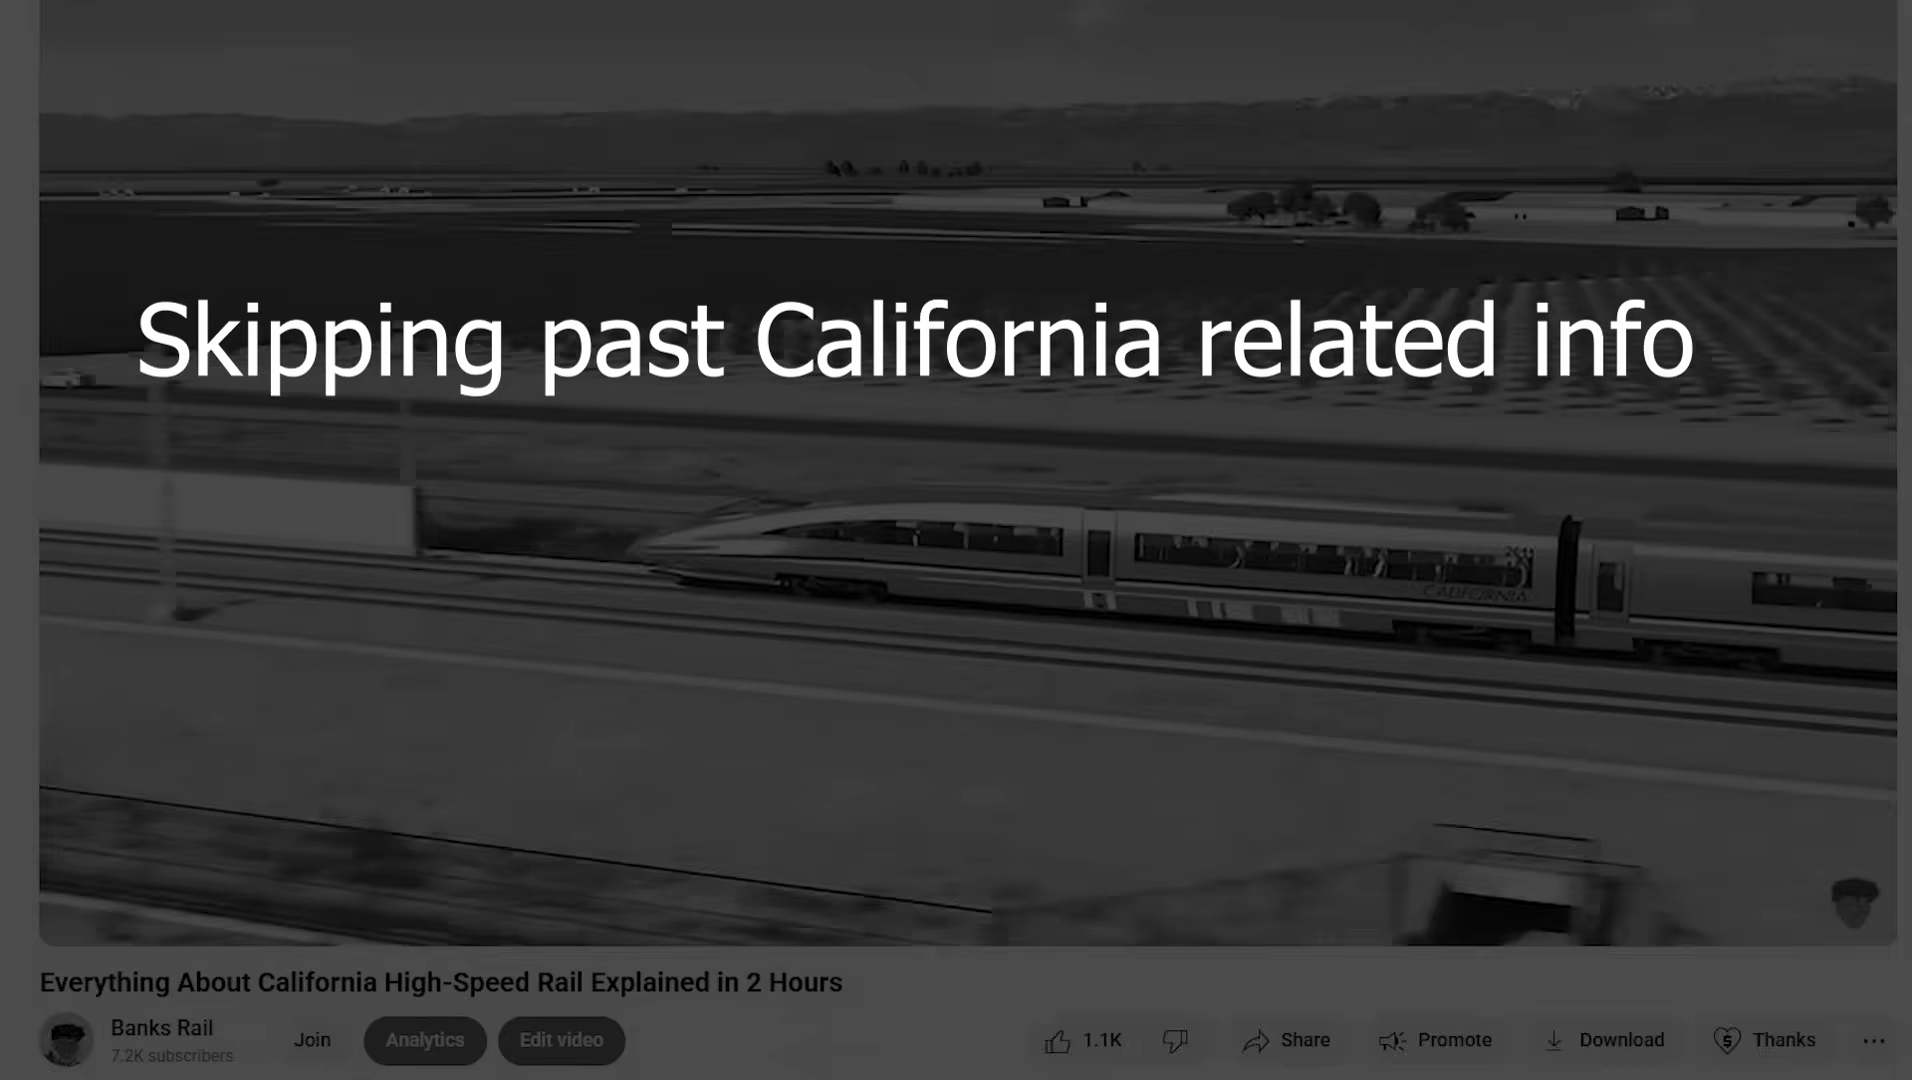 Skipping past California related info
CALIFORNIA
Everything About California High-Speed Rail Explained in 2 Hours
Banks Rail
7.2K subscribers
Join
Analytics
Edit video
1.1K
Share
Promote
Download
Thanks